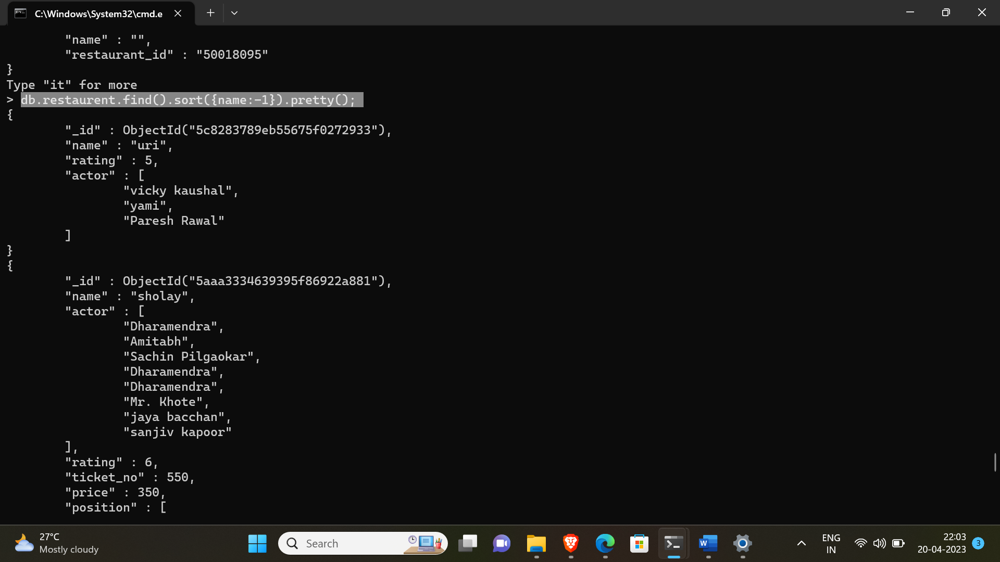 C:\Windows\System32\cmd.e
"name" : "",
"restaurant_id" : "50018095"
}
Type "it" for more
> db.restaurent.find().sort({name:-1}).pretty();
{
"_id" : ObjectId("5c8283789eb55675f0272933"),
"name" : "uri",
"rating" : 5,
"actor" : [
"vicky kaushal",
"yami",
"Paresh Rawal"
]
}
{
"_id" : ObjectId("5aaa3334639395f86922a881"),
"name" : "sholay",
"actor" : [
"Dharamendra",
"Amitabh",
"Sachin Pilgaokar",
"Dharamendra",
"Dharamendra",
"Mr. Khote",
"jaya bacchan",
"sanjiv kapoor"
],
"rating" : 6,
"ticket_no" : 550,
"price" : 350,
"position" : [
27°C
Mostly cloudy
Search
W
ENG
IN
22:03
20-04-2023
3